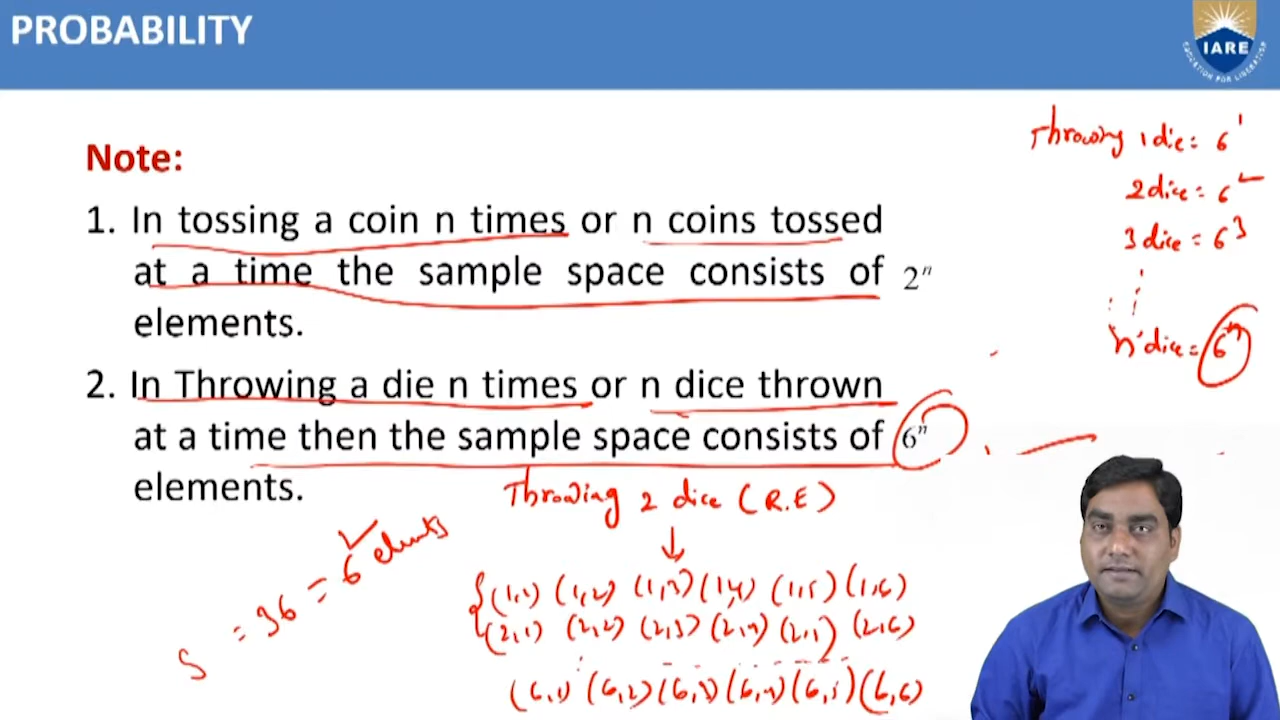 PROBABILITY
IARE
EDUCATION FOR LIBERATION
Throwing 1 die = 6¹
2 dice = 6²
3 dice = 6³
'n' dice = 6ⁿ
Note:
1. In tossing a coin n times or n coins tossed
at a time the sample space consists of 2ⁿ
elements.
2. In Throwing a die n times or n dice thrown
at a time then the sample space consists of 6ⁿ
elements.
Throwing 2 dice (R.E)
↓
S = 36 = 6²
{(1,1) (1,2) (1,3) (1,4) (1,5) (1,6)
(2,1) (2,2) (2,3) (2,4) (2,5) (2,6)
(6,1) (6,2) (6,3) (6,4) (6,5) (6,6)